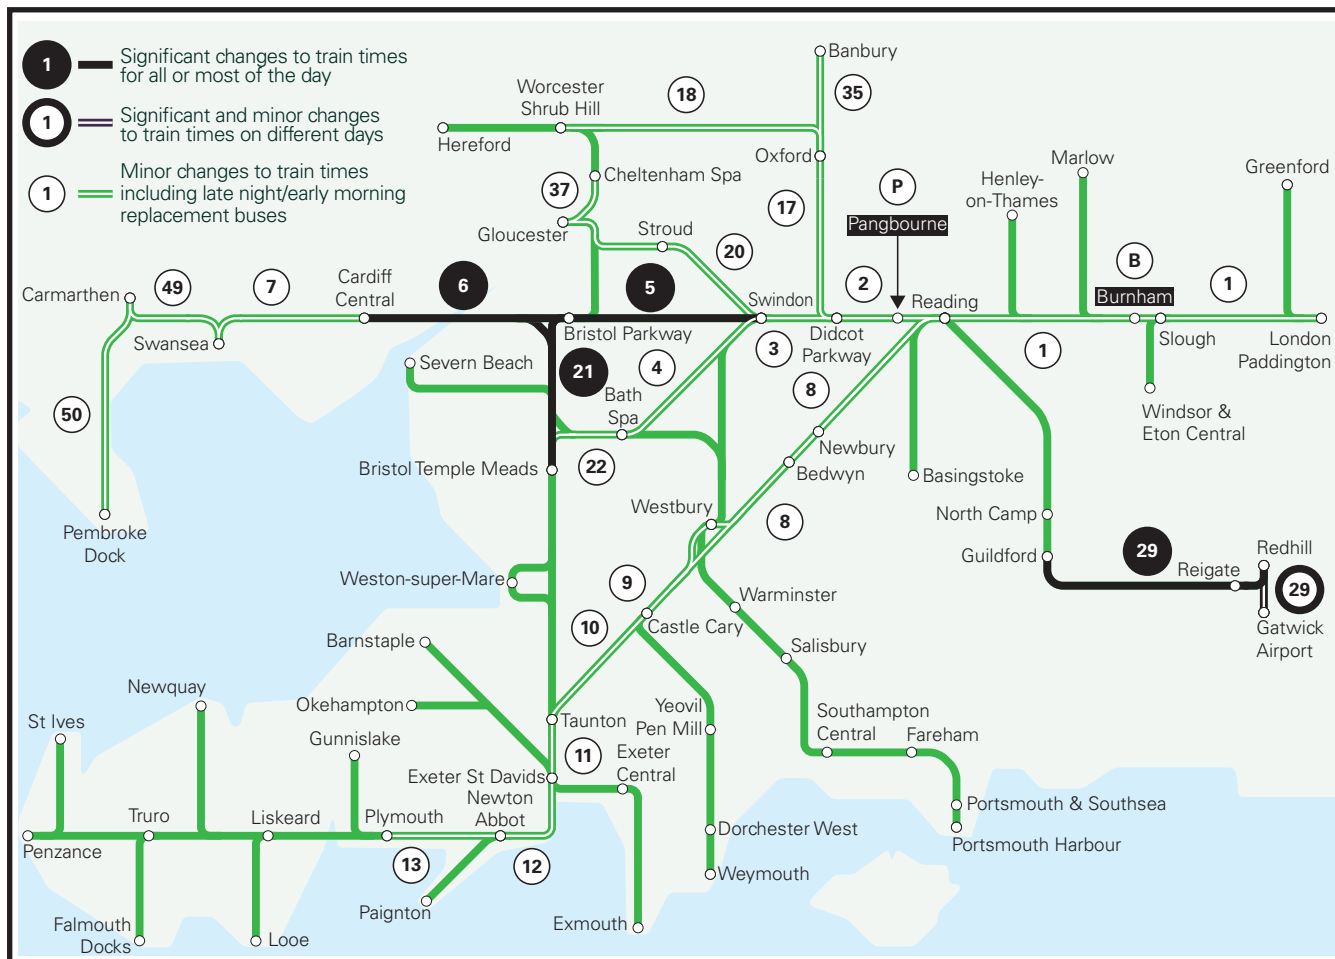 1
Significant changes to train times
for all or most of the day
1
Significant and minor changes
to train times on different days
1
Minor changes to train times
including late night/early morning
replacement buses
Banbury
Worcester
Shrub Hill
18
35
Hereford
Oxford
Marlow
Greenford
Cheltenham Spa
37
17
P
Henley-
on-Thames
Gloucester
Stroud
Pangbourne
20
49
7
Cardiff
Central
6
5
2
B
1
Carmarthen
Swindon
Reading
Burnham
Swansea
Bristol Parkway
Didcot
Parkway
Slough
London
Paddington
3
1
Severn Beach
21
4
8
Bath
Spa
50
Windsor &
Eton Central
Newbury
Bristol Temple Meads
22
Bedwyn
Basingstoke
Pembroke
Dock
Westbury
8
North Camp
Guildford
29
Redhill
Reigate
Weston-super-Mare
9
29
Warminster
Castle Cary
Gatwick
Airport
10
Barnstaple
Salisbury
Newquay
Okehampton
Yeovil
Pen Mill
St Ives
Taunton
Southampton
Central
Fareham
Gunnislake
11
Exeter
Central
Exeter St Davids
Newton
Abbot
Truro
Liskeard
Plymouth
Portsmouth & Southsea
Penzance
Dorchester West
Portsmouth Harbour
13
12
Weymouth
Paignton
Falmouth
Docks
Looe
Exmouth